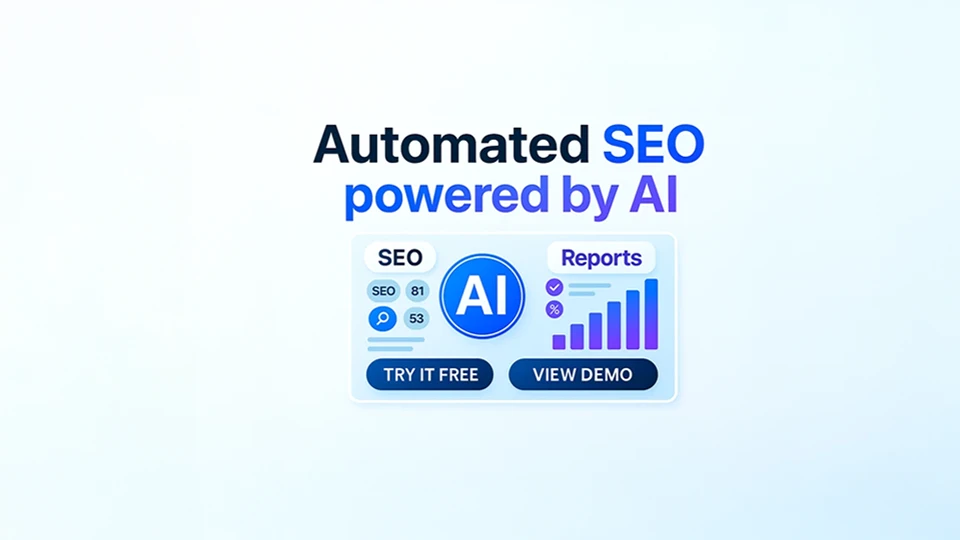 Automated SEO
powered by AI
SEO
SEO 81
53
AI
Reports
%
TRY IT FREE
VIEW DEMO